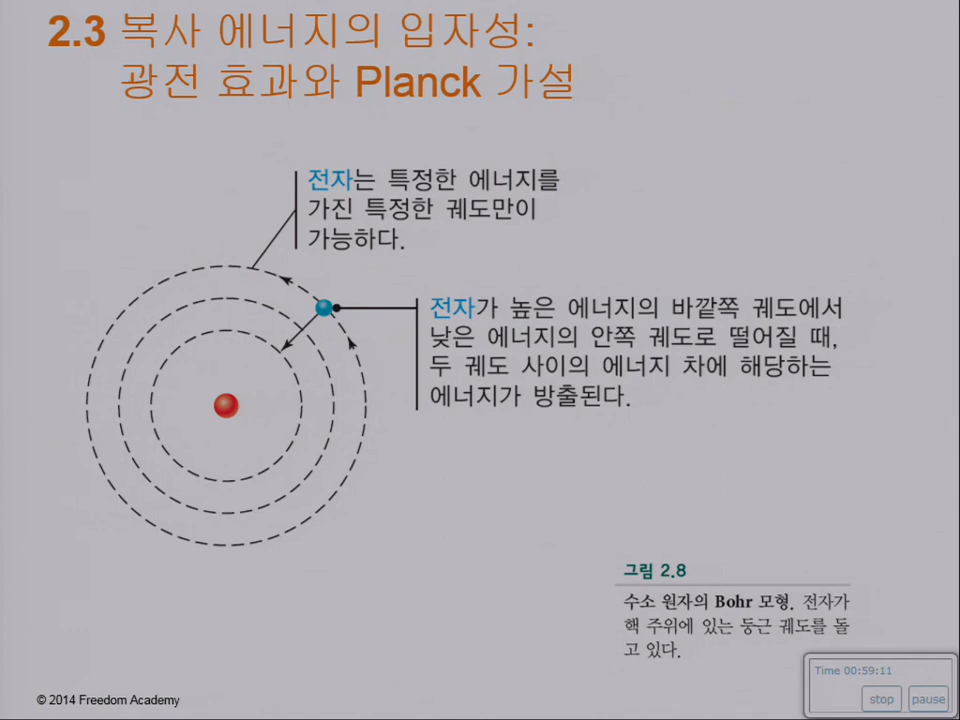 2.3 복사 에너지의 입자성:
광전 효과와 Planck 가설
전자는 특정한 에너지를
가진 특정한 궤도만이
가능하다.
전자가 높은 에너지의 바깥쪽 궤도에서
낮은 에너지의 안쪽 궤도로 떨어질 때,
두 궤도 사이의 에너지 차에 해당하는
에너지가 방출된다.
그림 2.8
수소 원자의 Bohr 모형. 전자가
핵 주위에 있는 둥근 궤도를 돌
고 있다.
Time 00:59:11
stop pause
© 2014 Freedom Academy